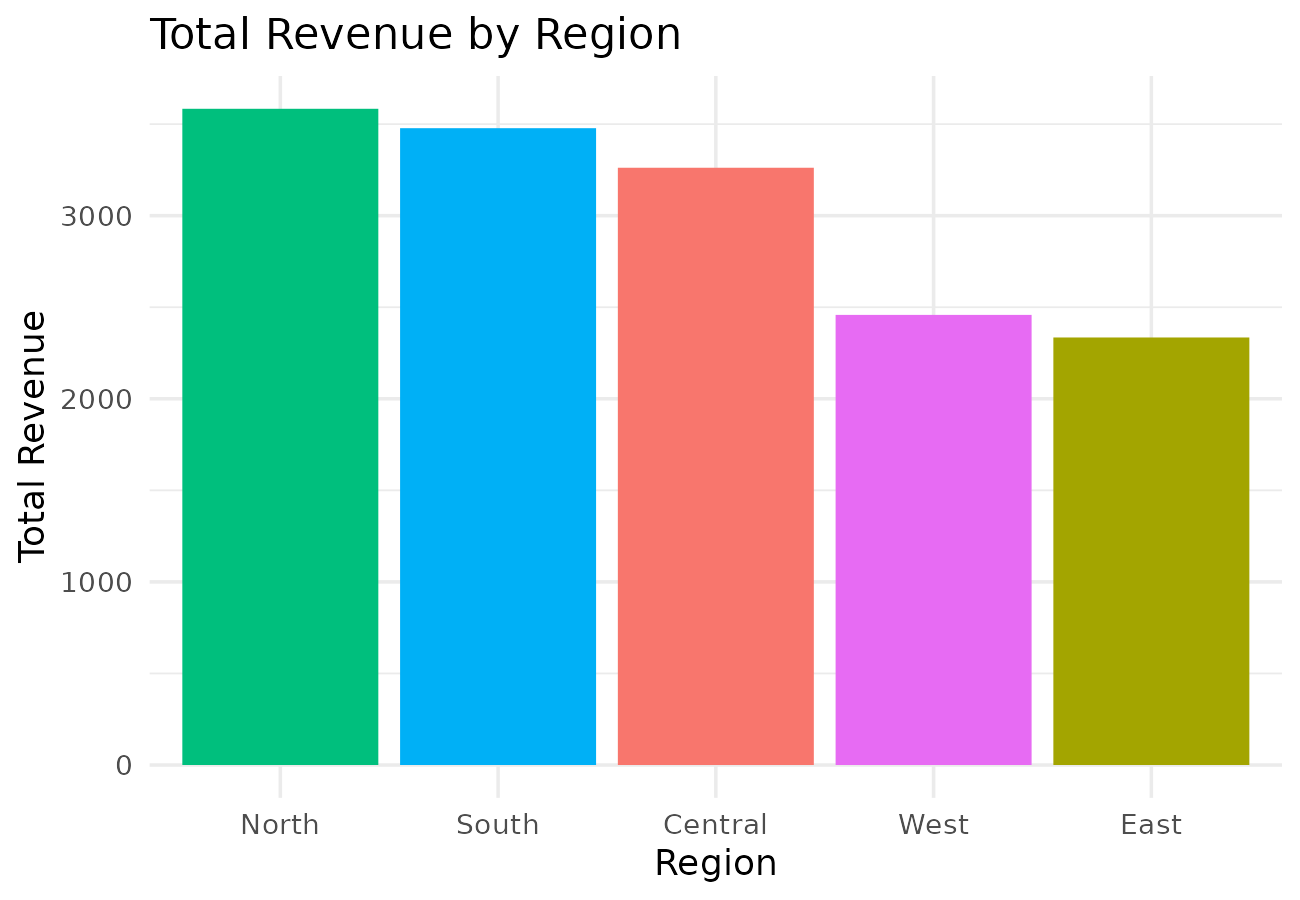 Total Revenue by Region
Total Revenue
3000
2000
1000
0
North South Central West East
Region